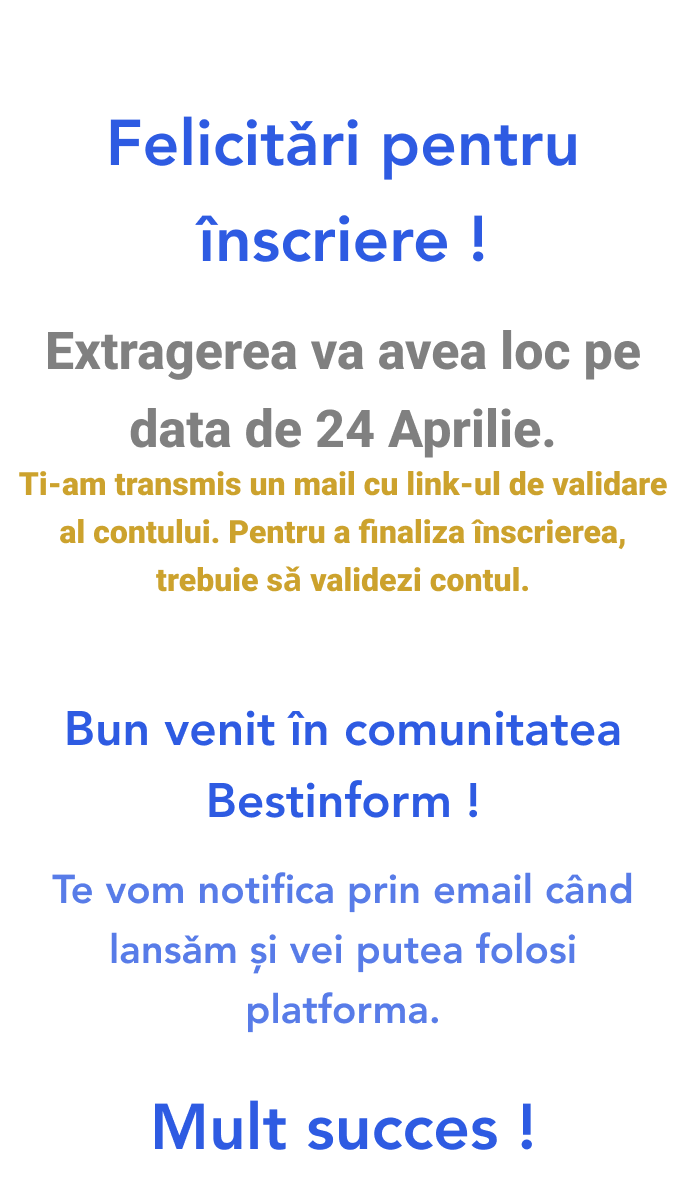 Felicitări pentru
înscriere !
Extragerea va avea loc pe
data de 24 Aprilie.
Ti-am transmis un mail cu link-ul de validare
al contului. Pentru a finaliza înscrierea,
trebuie să validezi contul.
Bun venit în comunitatea
Bestinform !
Te vom notifica prin email când
lansăm și vei putea folosi
platforma.
Mult succes !